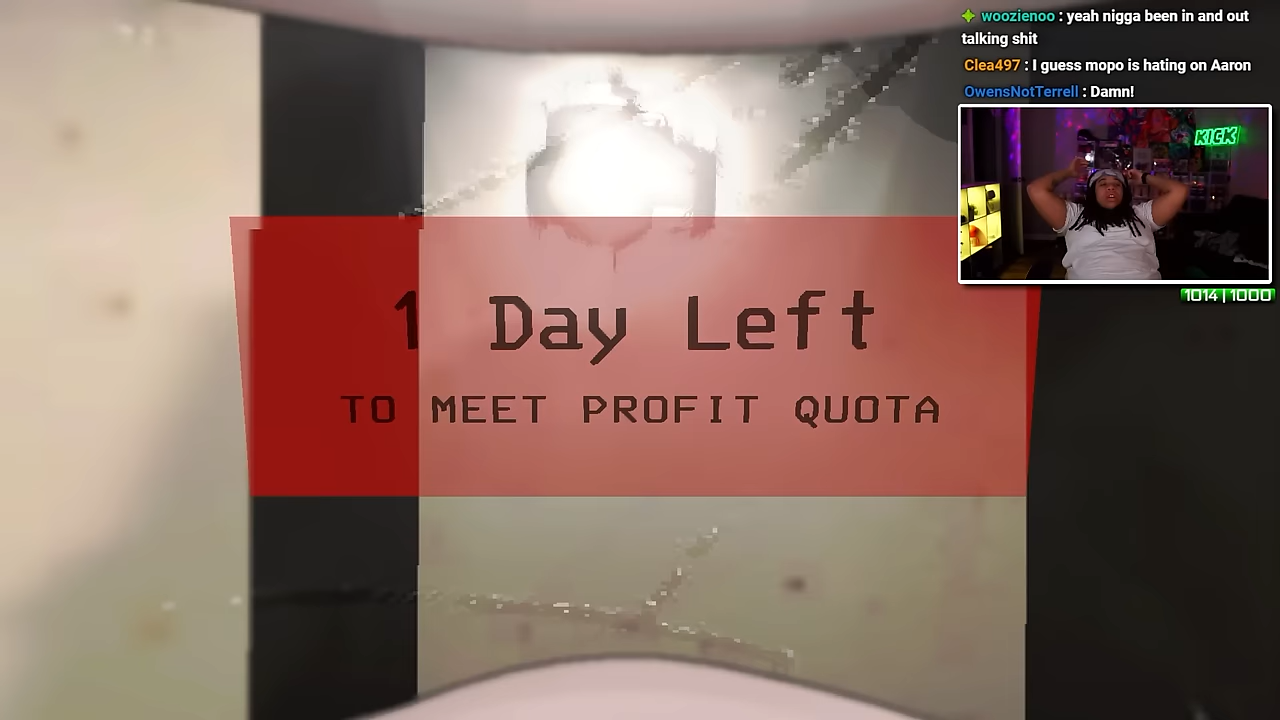 woozienoo : yeah nigga been in and out
talking shit
Clea497 : I guess mopo is hating on Aaron
OwensNotTerrell : Damn!
KICK
1014 | 1000
1 Day Left
TO MEET PROFIT QUOTA